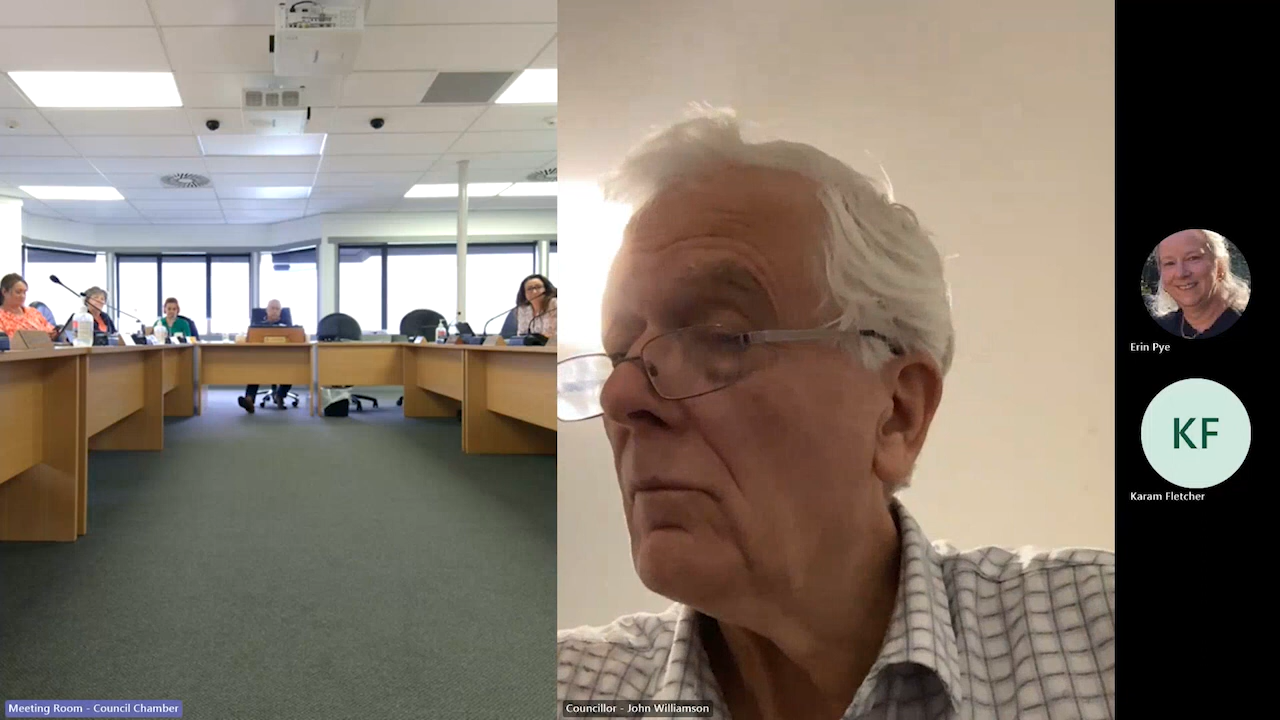 Meeting Room - Council Chamber
Councillor - John Williamson
Erin Pye
KF
Karam Fletcher